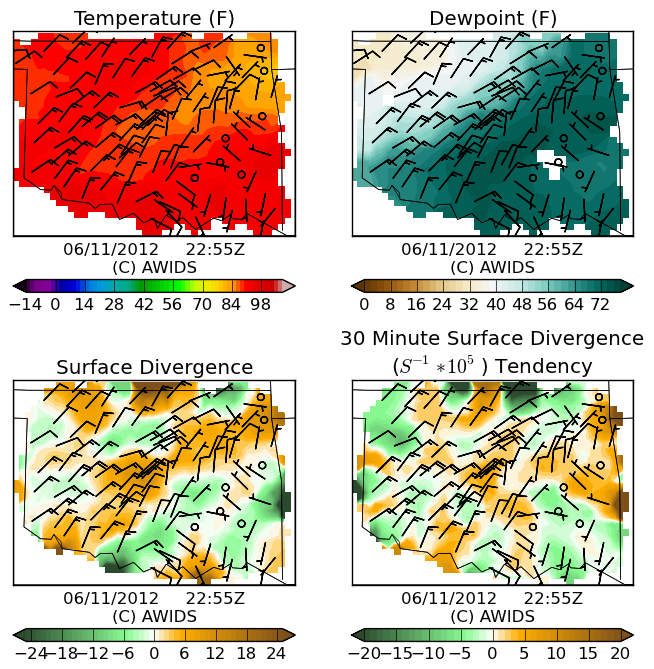 Temperature (F)
Dewpoint (F)
06/11/2012 22:55Z
(C) AWIDS
06/11/2012 22:55Z
(C) AWIDS
−14 0 14 28 42 56 70 84 98
0 8 16 24 32 40 48 56 64 72
Surface Divergence
30 Minute Surface Divergence
(S⁻¹ *10⁵ ) Tendency
06/11/2012 22:55Z
(C) AWIDS
06/11/2012 22:55Z
(C) AWIDS
−24 −18 −12 −6 0 6 12 18 24
−20 −15 −10 −5 0 5 10 15 20